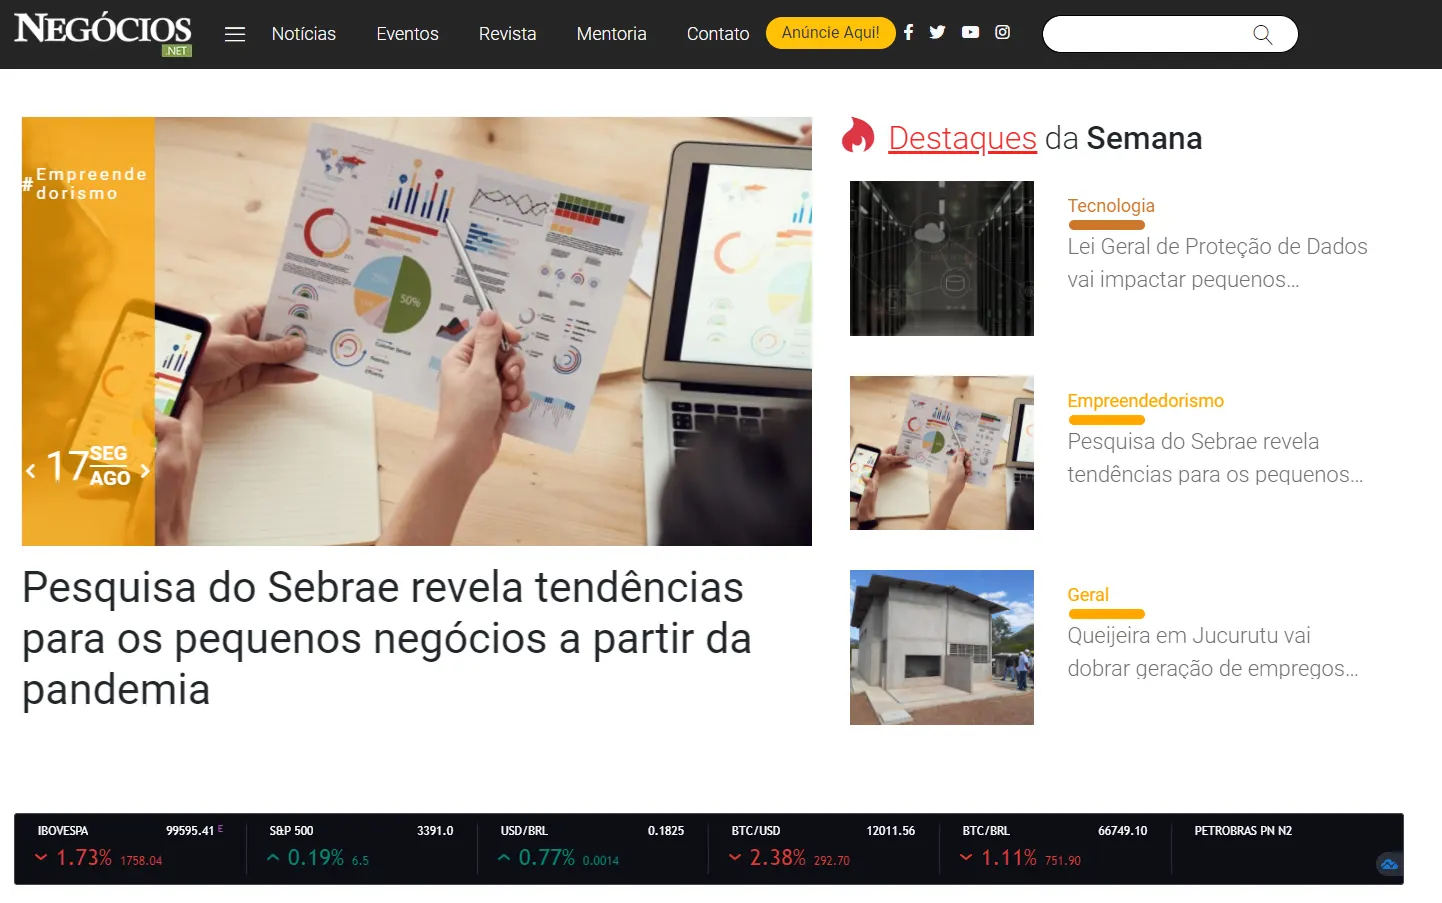 NEGÓCIOS
.NET
Notícias
Eventos
Revista
Mentoria
Contato
Anúncie Aqui!
#Empreende
dorismo
50%
17 SEG
AGO
Pesquisa do Sebrae revela tendências
para os pequenos negócios a partir da
pandemia
Destaques da Semana
Tecnologia
Lei Geral de Proteção de Dados
vai impactar pequenos...
Empreendedorismo
Pesquisa do Sebrae revela
tendências para os pequenos...
Geral
Queijeira em Jucurutu vai
dobrar geração de empregos...
IBOVESPA 99595.41 E
1.73% 1758.04
S&P 500 3391.0
0.19% 6.5
USD/BRL 0.1825
0.77% 0.0014
BTC/USD 12011.56
2.38% 292.70
BTC/BRL 66749.10
1.11% 751.90
PETROBRAS PN N2